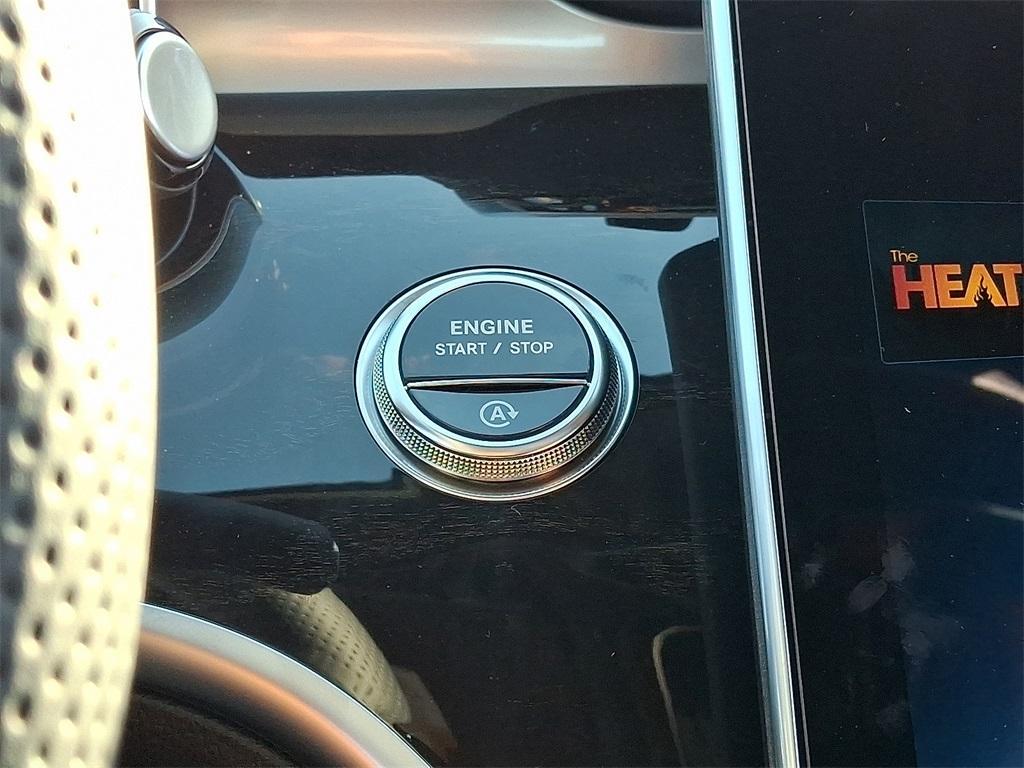 The
HEAT
ENGINE
START / STOP
A